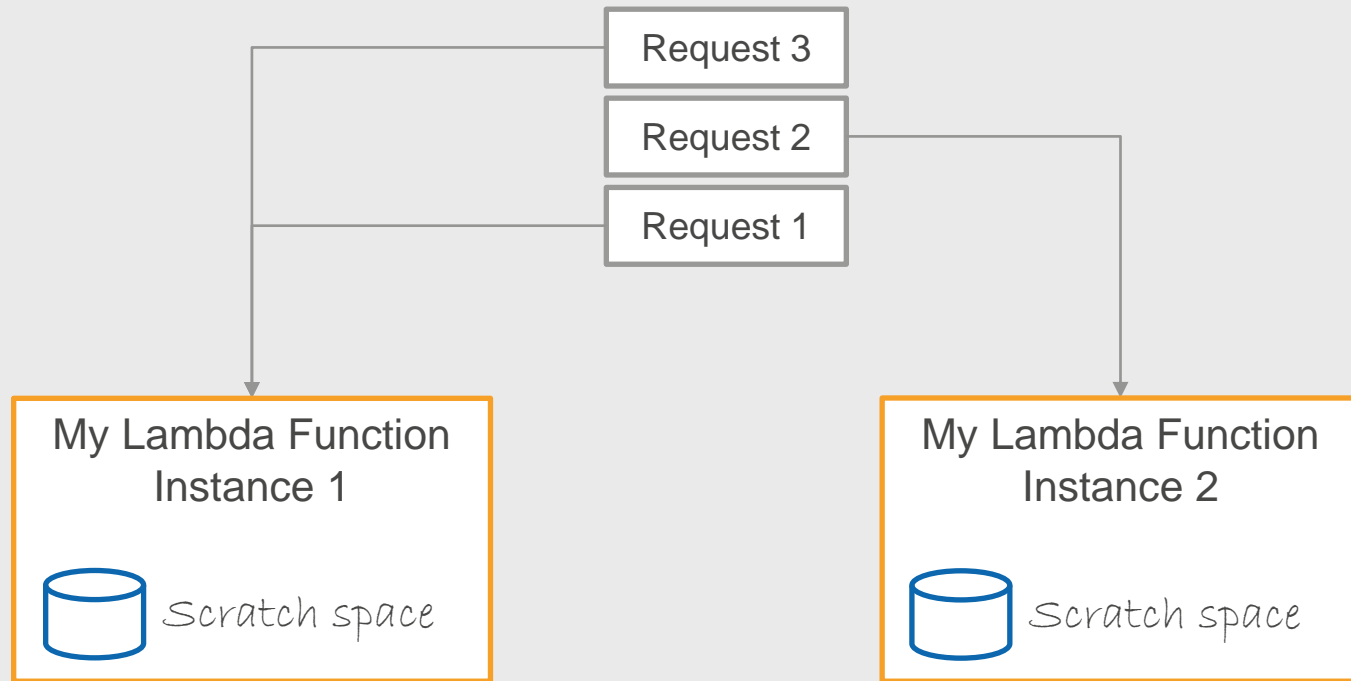 Request 3
Request 2
Request 1
My Lambda Function
Instance 1
Scratch space
My Lambda Function
Instance 2
Scratch space